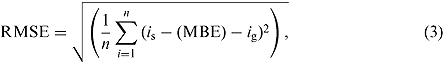 RMSE = √( (1/n ∑_{i=1}^{n} (i_s − (MBE) − i_g)²) ), (3)